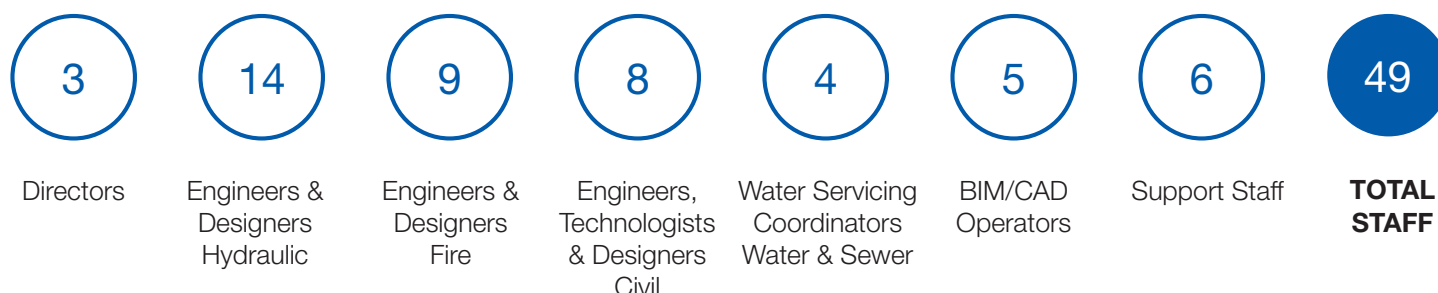 3
14
9
8
4
5
6
49
Directors
Engineers &
Designers
Hydraulic
Engineers &
Designers
Fire
Engineers,
Technologists
& Designers
Civil
Water Servicing
Coordinators
Water & Sewer
BIM/CAD
Operators
Support Staff
TOTAL
STAFF